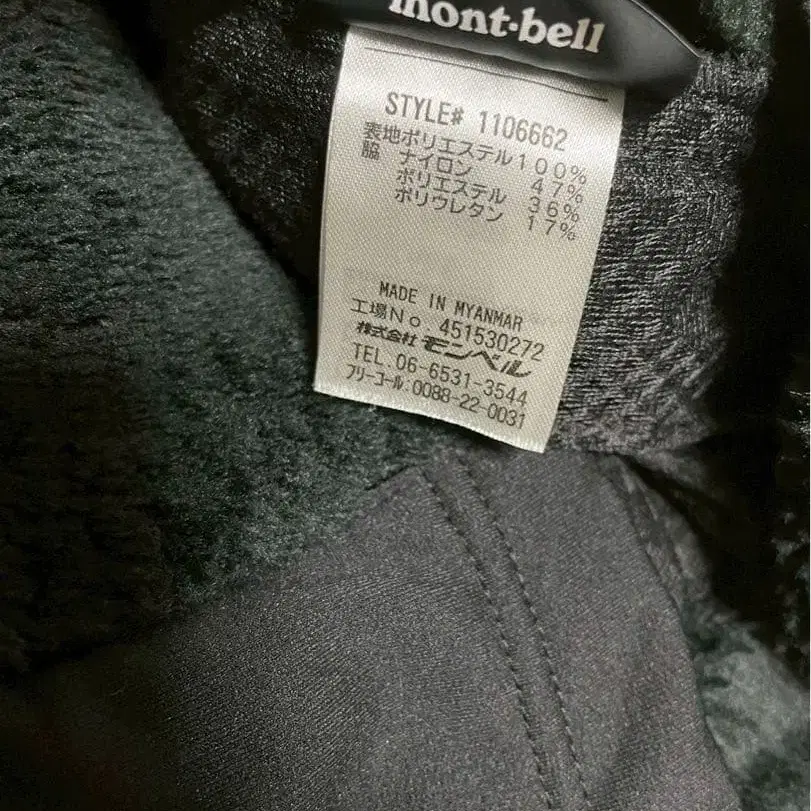 mont-bell
STYLE# 1106662
表地ポリエステル100%
脇 ナイロン 47%
ポリエステル 36%
ポリウレタン 17%
MADE IN MYANMAR
工場No 451530272
株式会社モンベル
TEL 06-6531-3544
フリーコール:0088-22-0031